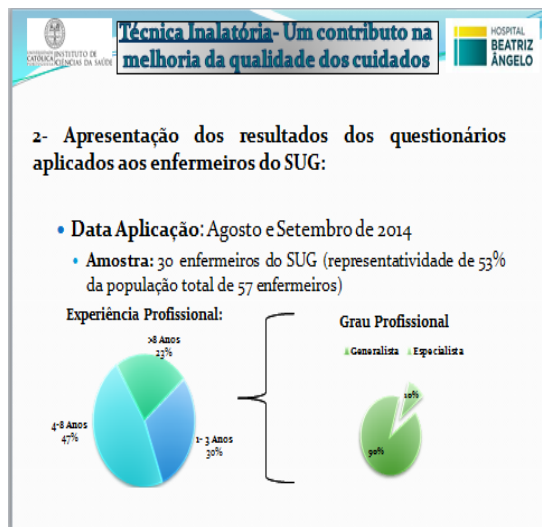 CATÓLICA
INSTITUTO DE
CIÊNCIAS DA SAÚDE
Técnica Inalatória- Um contributo na
melhoria da qualidade dos cuidados
HOSPITAL
BEATRIZ
ÂNGELO
2- Apresentação dos resultados dos questionários
aplicados aos enfermeiros do SUG:
• Data Aplicação: Agosto e Setembro de 2014
• Amostra: 30 enfermeiros do SUG (representatividade de 53%
da população total de 57 enfermeiros)
Experiência Profissional:
>8 Anos
23%
4-8 Anos
47%
1- 3 Anos
30%
Grau Profissional
Generalista Especialista
10%
90%